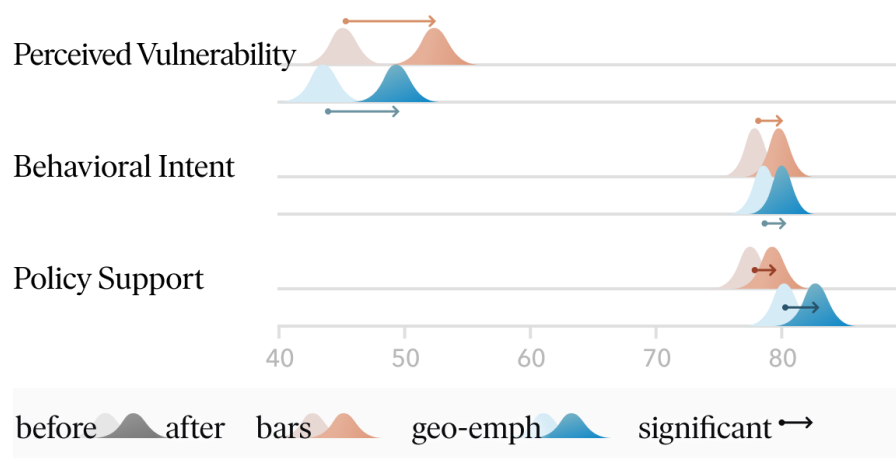 Perceived Vulnerability
Behavioral Intent
Policy Support
40 50 60 70 80
before after bars geo-emph significant